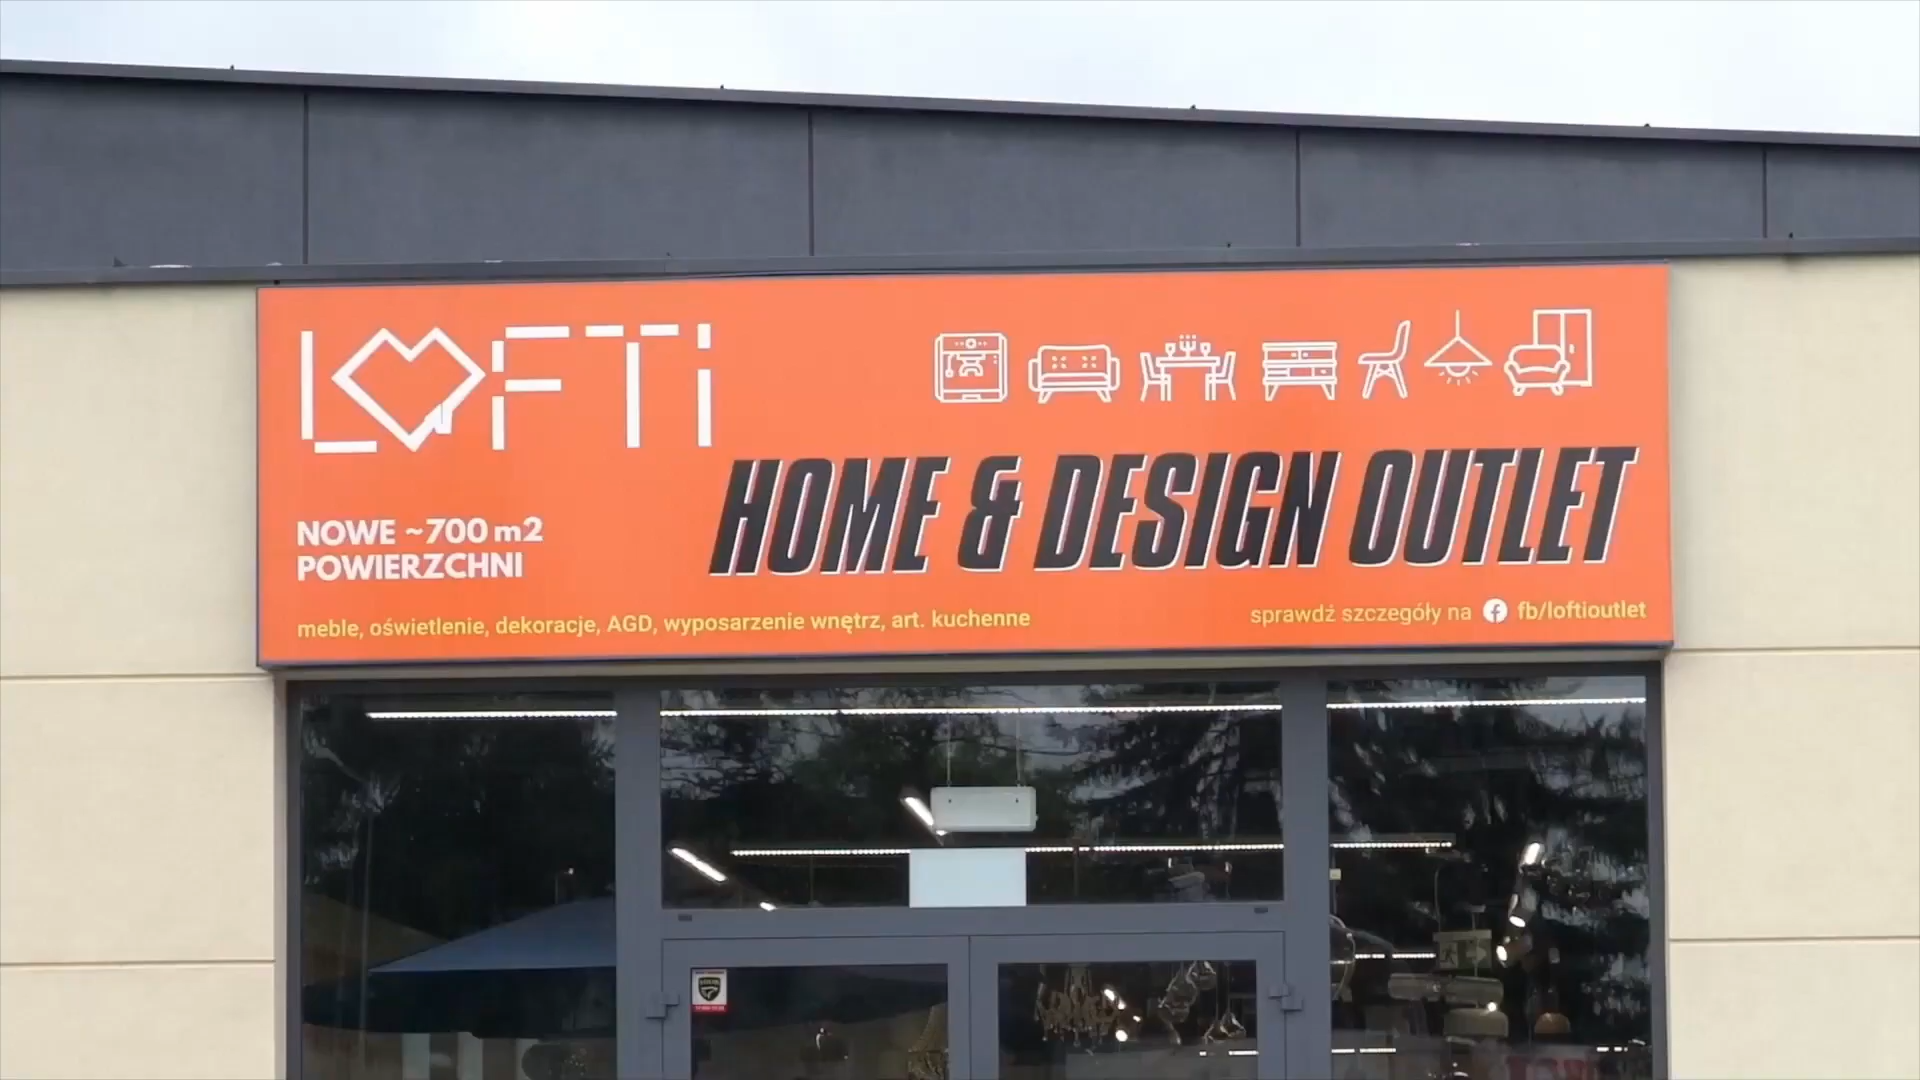 LOFTi
HOME & DESIGN OUTLET
NOWE ~700 m2
POWIERZCHNI
meble, oświetlenie, dekoracje, AGD, wyposarzenie wnętrz, art. kuchenne
sprawdź szczegóły na fb/loftioutlet